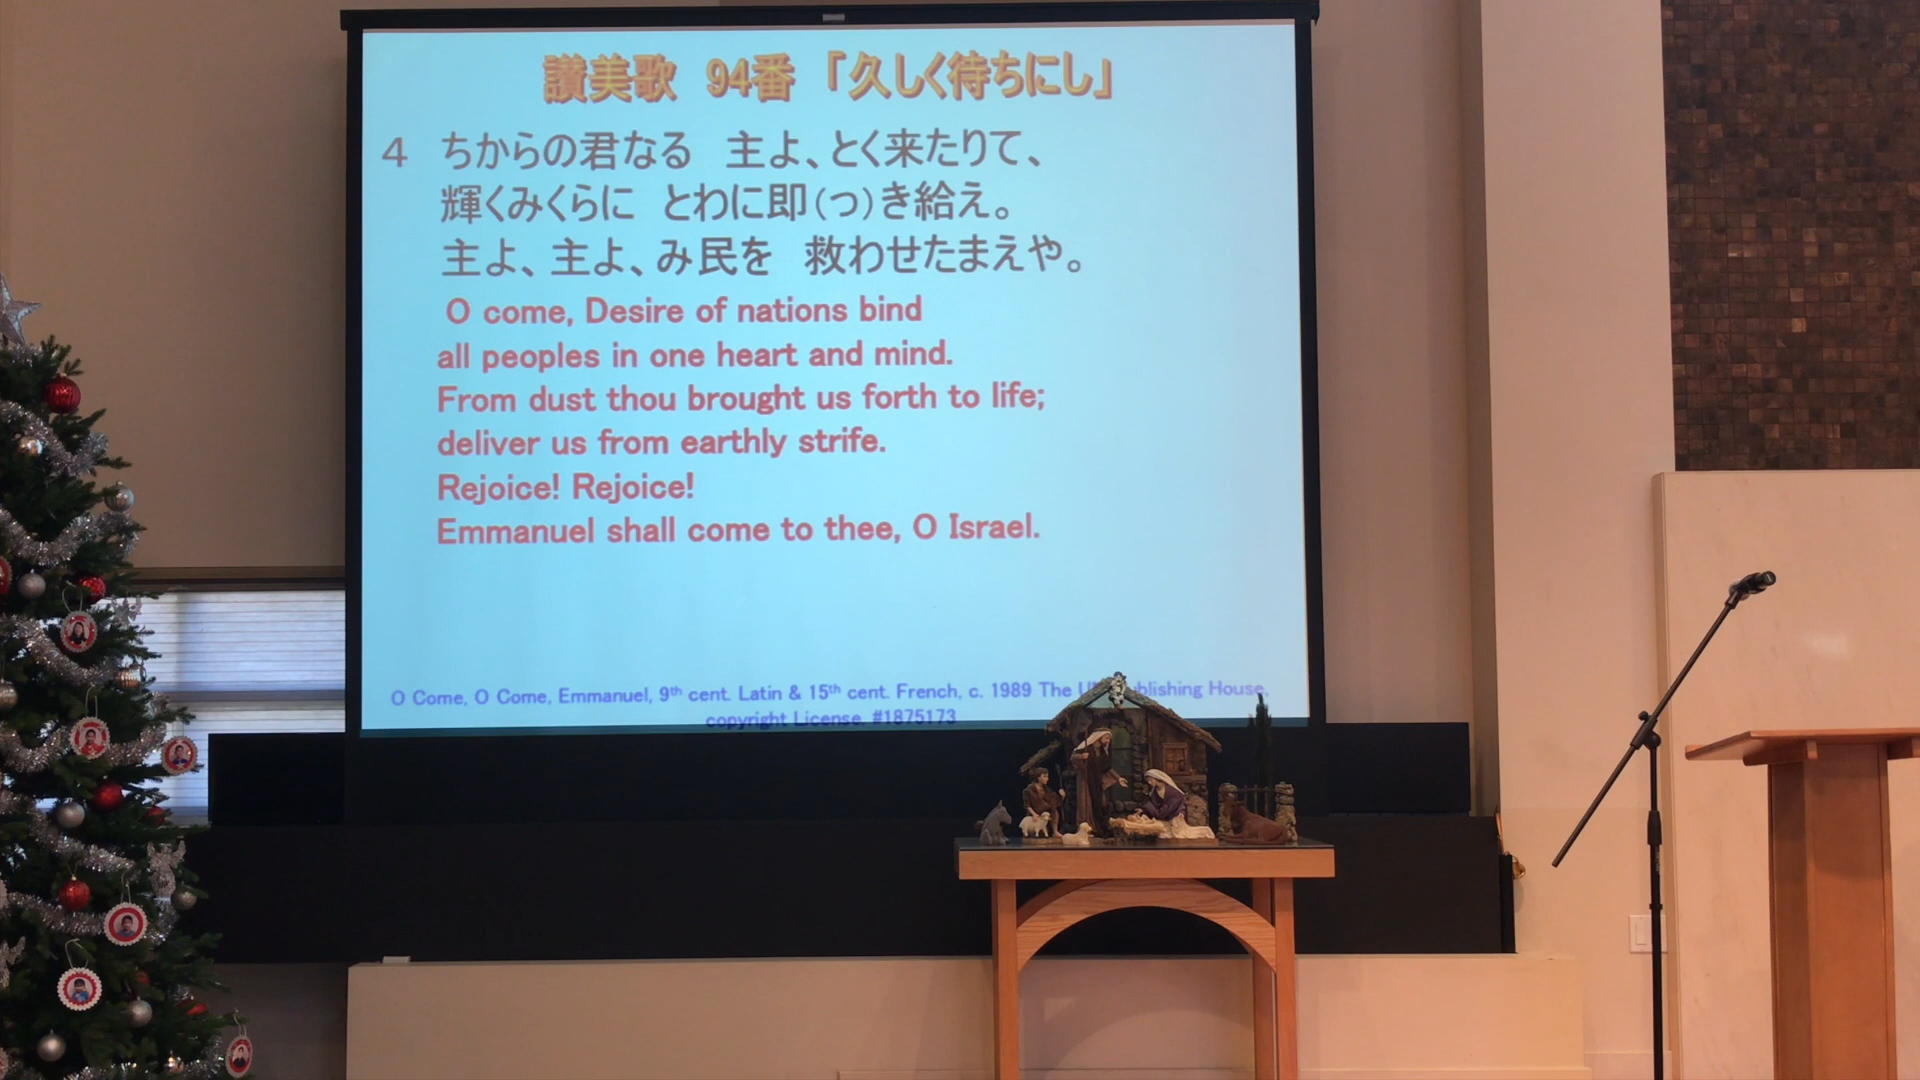 讃美歌　94番　「久しく待ちにし」
４　ちからの君なる　主よ、とく来たりて、
輝くみくらに　とわに即（っ）き給え。
主よ、主よ、み民を　救わせたまえや。
O come, Desire of nations bind
all peoples in one heart and mind.
From dust thou brought us forth to life;
deliver us from earthly strife.
Rejoice! Rejoice!
Emmanuel shall come to thee, O Israel.
O Come, O Come, Emmanuel, 9th cent. Latin & 15th cent. French, c. 1989 The House,
copyright License. #1875173